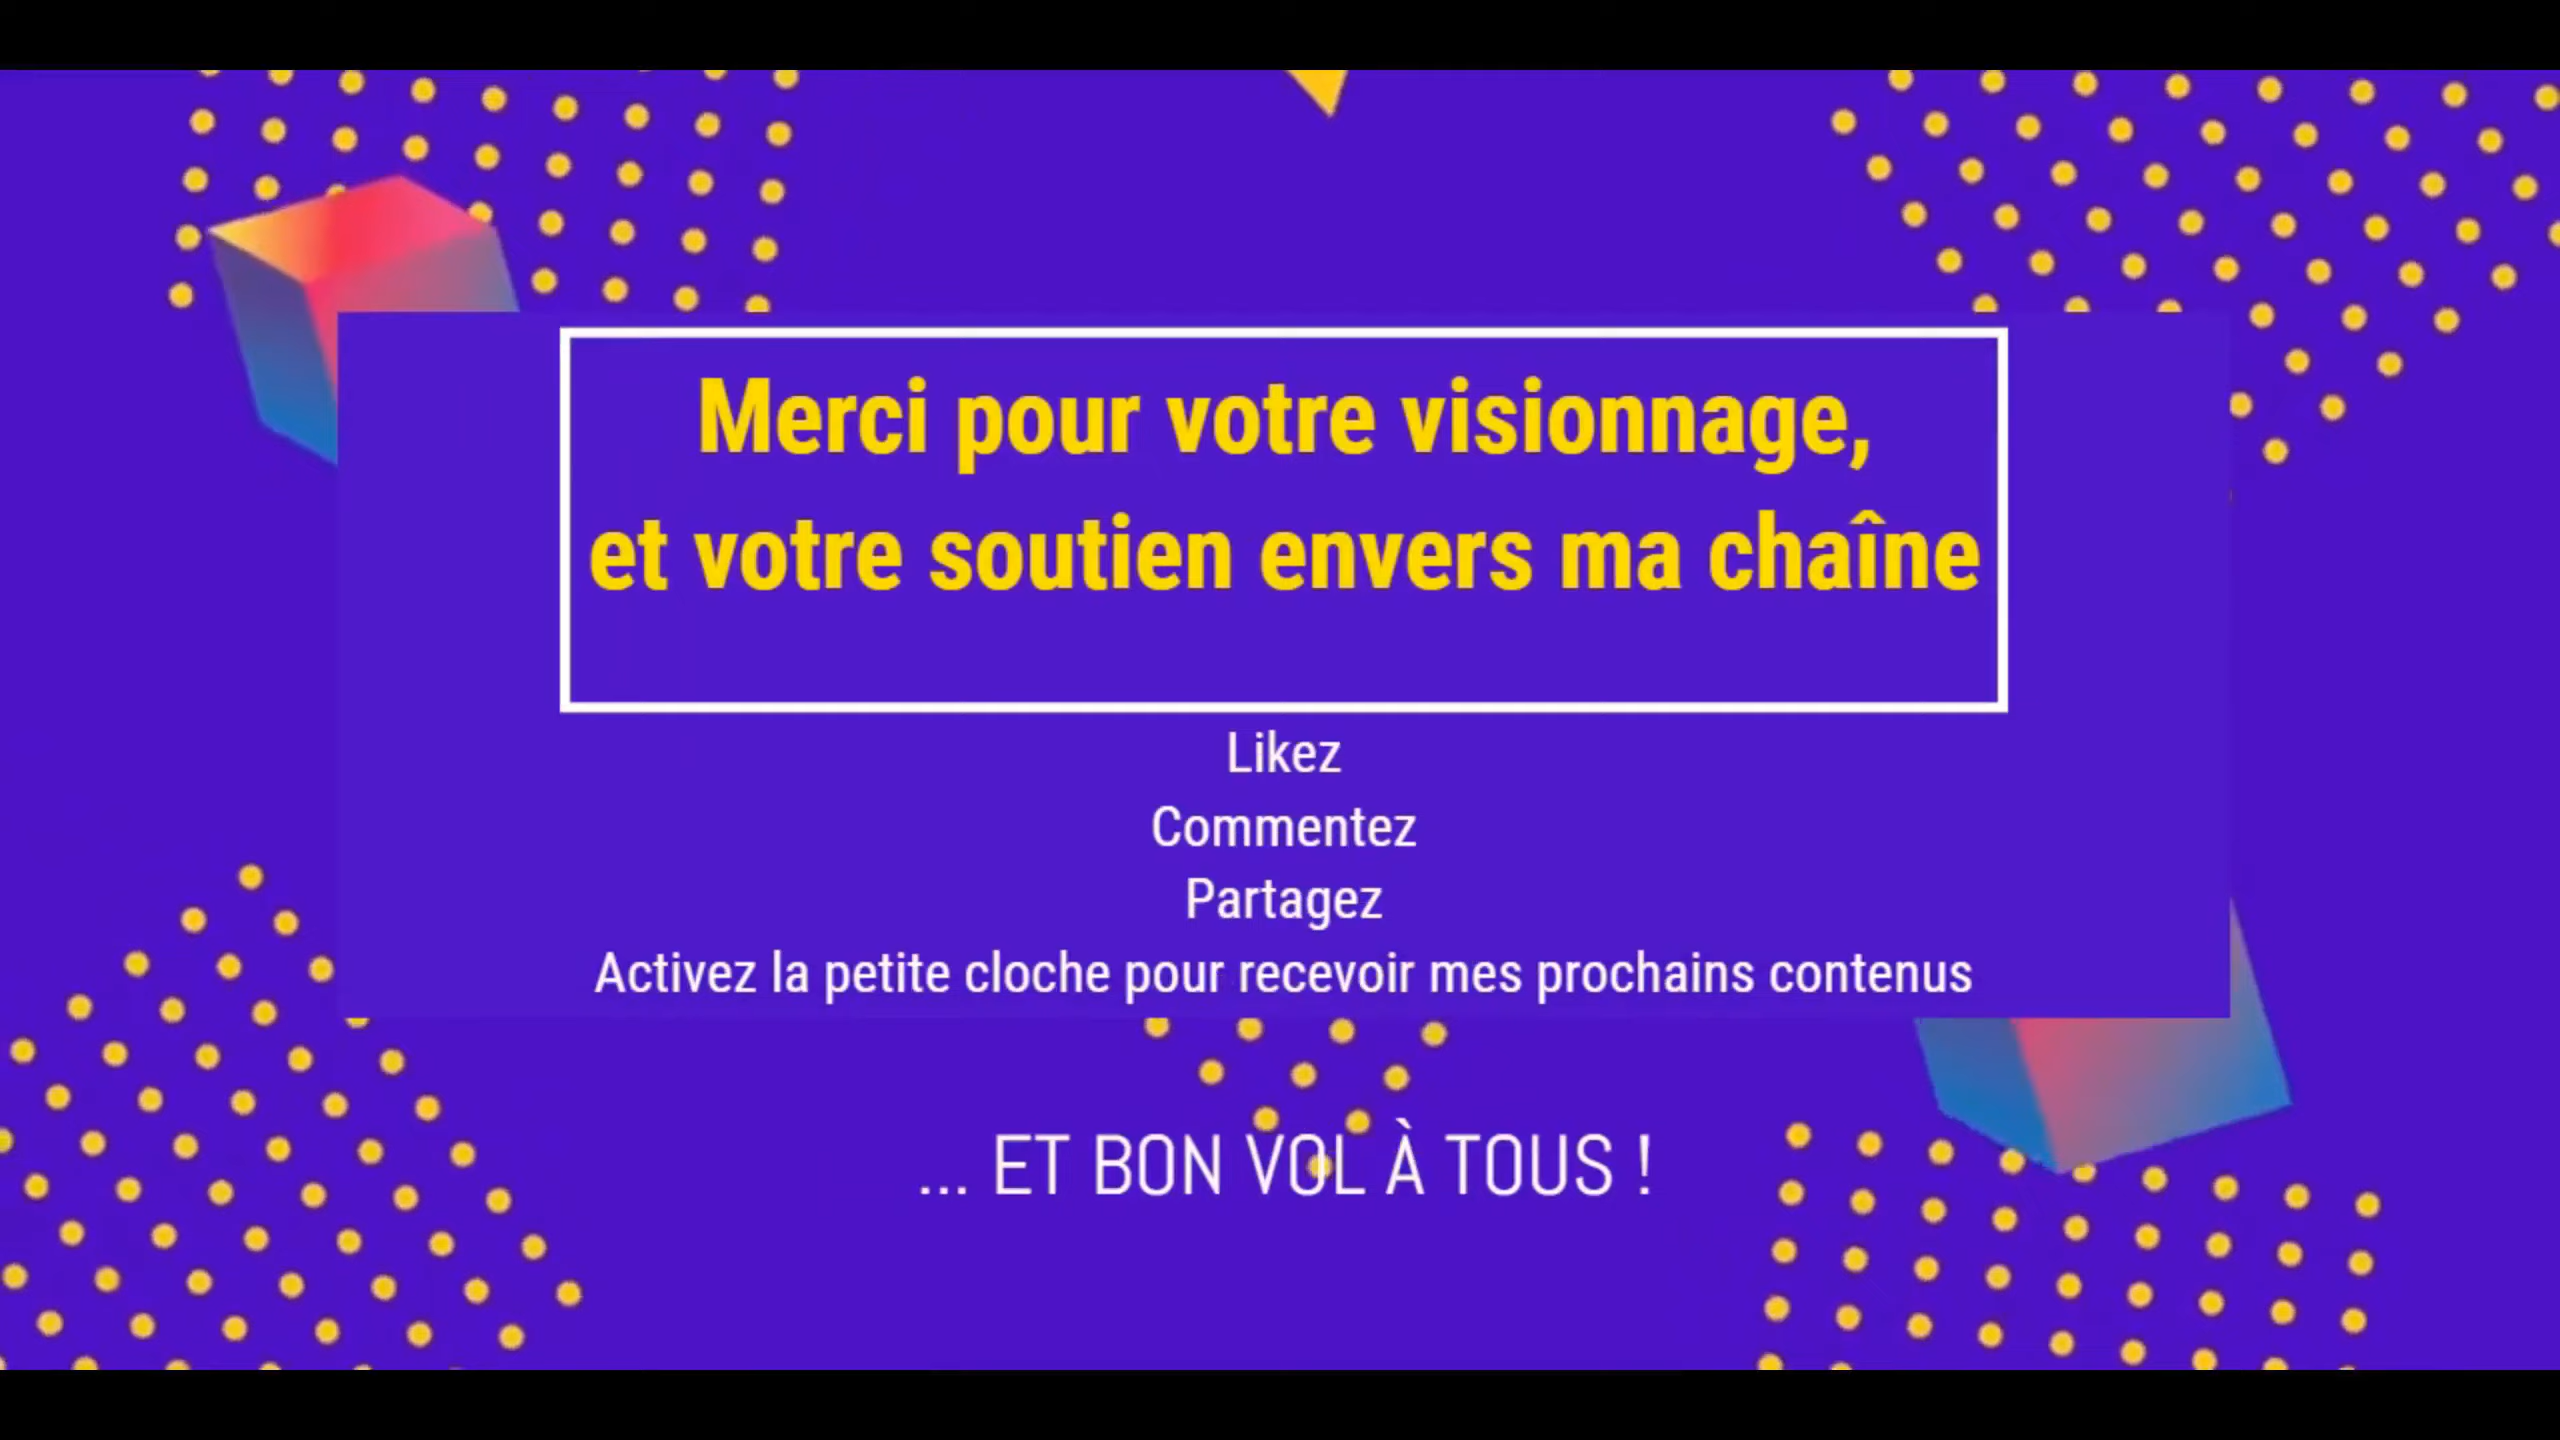 Merci pour votre visionnage,
et votre soutien envers ma chaîne
Likez
Commentez
Partagez
Activez la petite cloche pour recevoir mes prochains contenus
... ET BON VOL À TOUS !